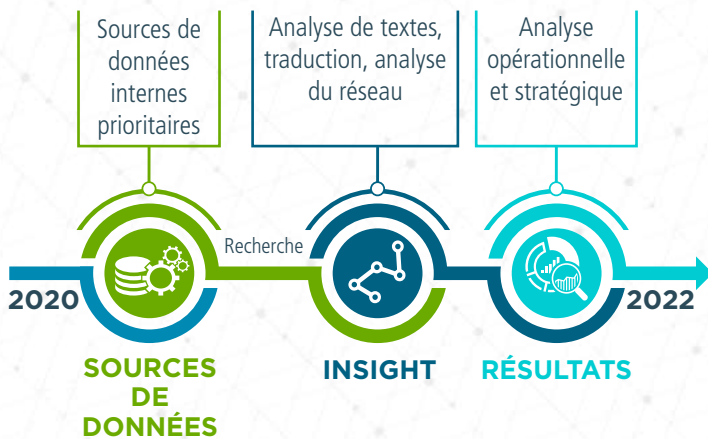 Sources de
données
internes
prioritaires
Analyse de textes,
traduction, analyse
du réseau
Analyse
opérationnelle
et stratégique
Recherche
2020
2022
SOURCES
DE
DONNÉES
INSIGHT
RÉSULTATS